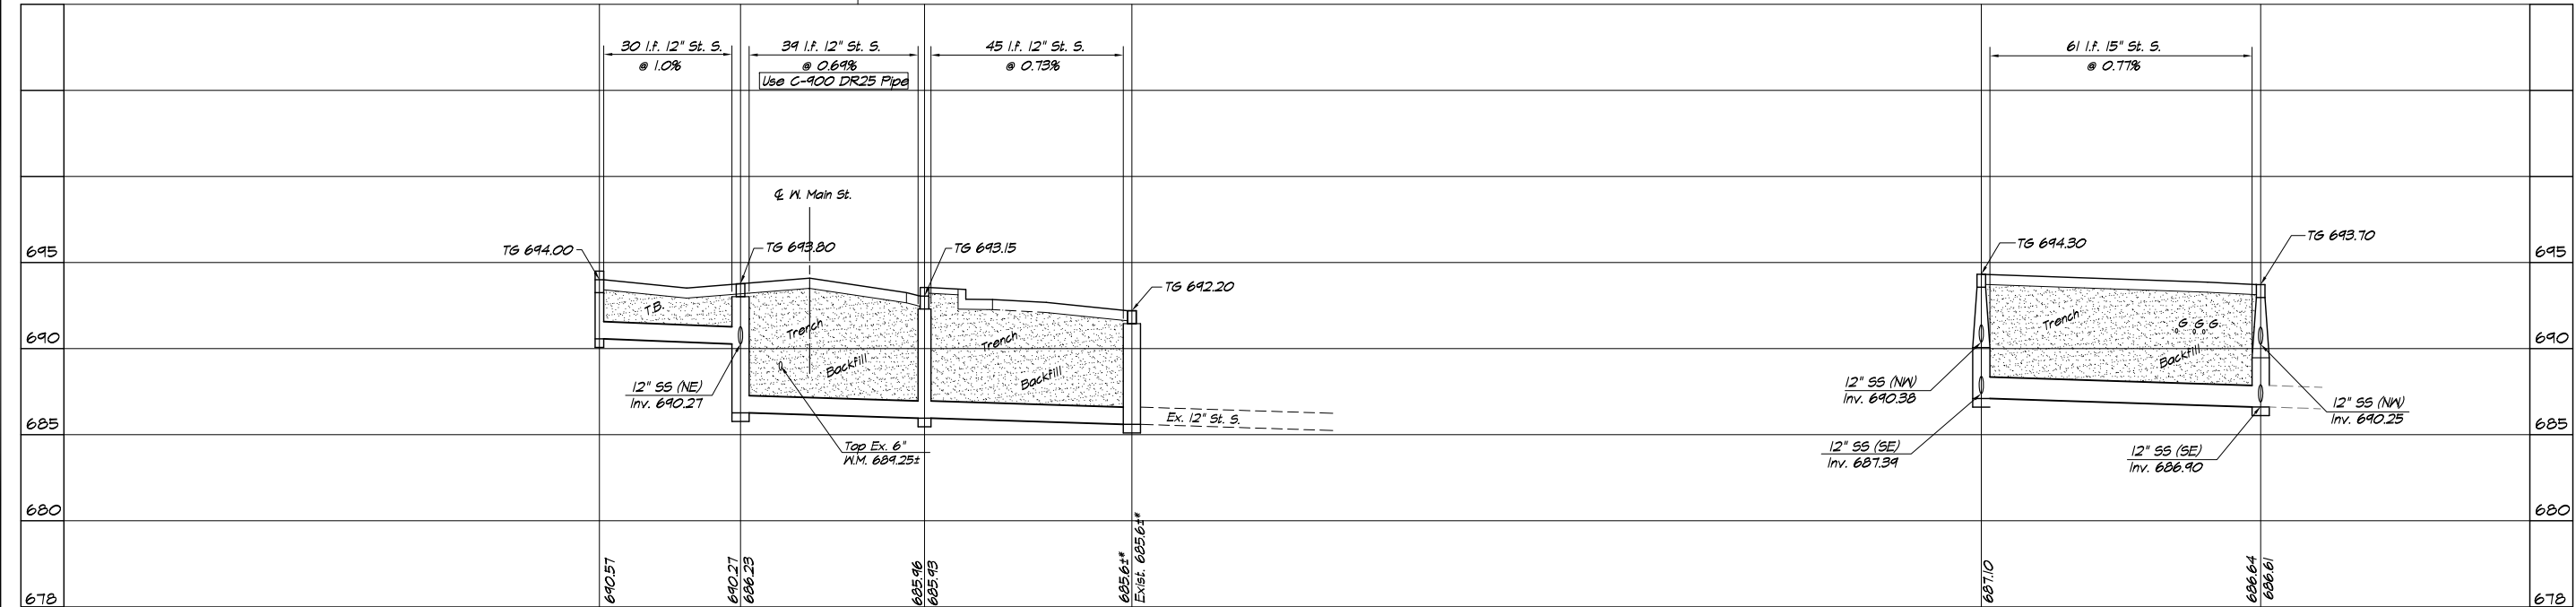 30 l.f. 12" St. S.
@ 1.0%
39 l.f. 12" St. S.
@ 0.69%
Use C-900 DR25 Pipe
45 l.f. 12" St. S.
@ 0.73%
61 l.f. 15" St. S.
@ 0.77%
℄ W. Main St.
695
TG 694.00
TG 693.80
TG 693.15
TG 692.20
TG 694.30
TG 693.70
695
T.B.
Trench
Backfill
Trench
Backfill
Trench
Backfill
G G G
690
690
12" SS (NE)
Inv. 690.27
12" SS (NW)
Inv. 690.38
12" SS (NW)
Inv. 690.25
685
Ex. 12" St. S.
685
Top Ex. 6"
W.M. 689.25±
12" SS (SE)
Inv. 687.39
12" SS (SE)
Inv. 686.90
680
680
690.57
690.27
686.23
685.96
685.93
685.6±*
Exist. 685.6±*
687.10
686.64
686.61
678
678